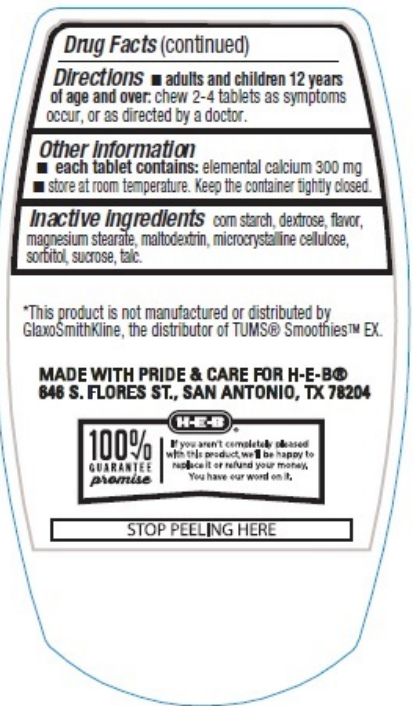 Drug Facts (continued)
Directions ■ adults and children 12 years
of age and over: chew 2-4 tablets as symptoms
occur, or as directed by a doctor.
Other Information
■ each tablet contains: elemental calcium 300 mg
■ store at room temperature. Keep the container tightly closed.
Inactive Ingredients corn starch, dextrose, flavor,
magnesium stearate, maltodextrin, microcrystalline cellulose,
sorbitol, sucrose, talc.
*This product is not manufactured or distributed by
GlaxoSmithKline, the distributor of TUMS® Smoothies™ EX.
MADE WITH PRIDE & CARE FOR H-E-B®
646 S. FLORES ST., SAN ANTONIO, TX 78204
H-E-B®
100%
GUARANTEE
promise
If you aren't completely pleased
with this product, we'll be happy to
replace it or refund your money.
You have our word on it.
STOP PEELING HERE